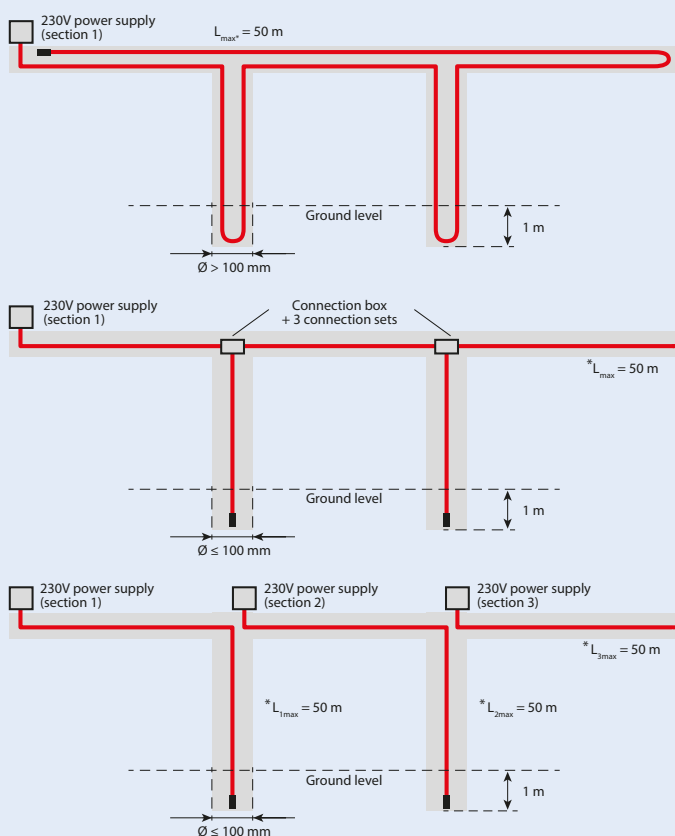 230V power supply
(section 1)
Lmax* = 50 m
Ground level
1 m
Ø > 100 mm
230V power supply
(section 1)
Connection box
+ 3 connection sets
*Lmax = 50 m
Ground level
1 m
Ø ≤ 100 mm
230V power supply
(section 1)
230V power supply
(section 2)
230V power supply
(section 3)
*L3max = 50 m
*L1max = 50 m
*L2max = 50 m
Ground level
1 m
Ø ≤ 100 mm